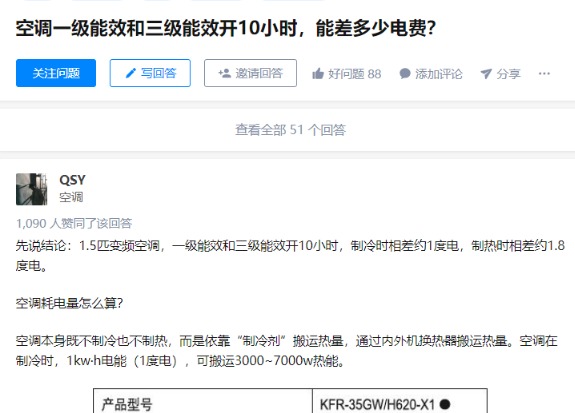 空调一级能效和三级能效开10小时，能差多少电费？
关注问题 写回答 邀请回答 好问题 88 添加评论 分享 ...
查看全部 51 个回答
QSY
空调
1,090 人赞同了该回答
先说结论：1.5匹变频空调，一级能效和三级能效开10小时，制冷时相差约1度电，制热时相差约1.8
度电。
空调耗电量怎么算？
空调本身既不制冷也不制热，而是依靠“制冷剂”搬运热量，通过内外机换热器搬运热量。空调在
制冷时，1kw·h电能（1度电），可搬运3000~7000w热能。
产品型号 KFR-35GW/H620-X1 ●